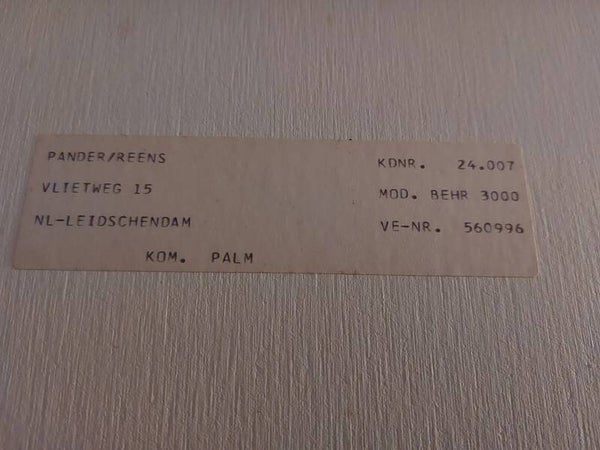 PANDER/REENS KDNR. 24.007
VLIETWEG 15 MOD. BEHR 3000
NL-LEIDSCHENDAM VE-NR. 560996
KOM. PALM